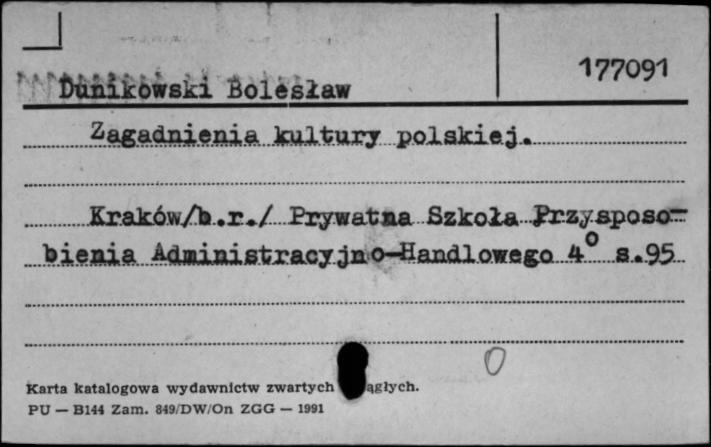 177091
Dunikowski Bolesław
Zagadnienia kultury polskiej.
Kraków/b.r./ Prywatna Szkoła Przysposo-
bienia Administracyjno-Handlowego 4° s.95
Karta katalogowa wydawnictw zwartych ągłych.
PU — B144 Zam. 849/DW/On ZGG — 1991